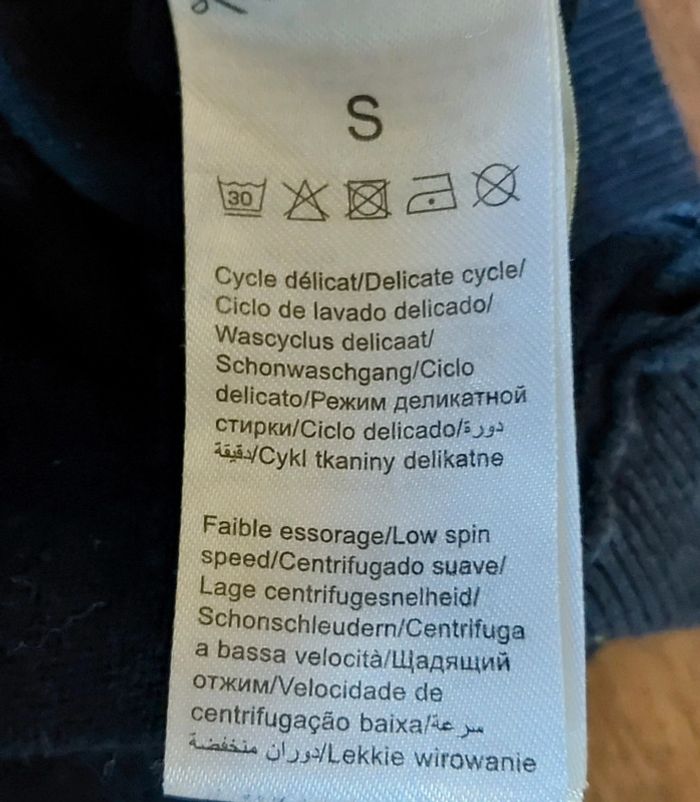 S
30
Cycle délicat/Delicate cycle/
Ciclo de lavado delicado/
Wascyclus delicaat/
Schonwaschgang/Ciclo
delicato/Режим деликатной
стирки/Ciclo delicado/دورة
دقيقة/Cykl tkaniny delikatne
Faible essorage/Low spin
speed/Centrifugado suave/
Lage centrifugesnelheid/
Schonschleudern/Centrifuga
a bassa velocità/Щадящий
отжим/Velocidade de
centrifugação baixa/سرعة
دوران منخفضة/Lekkie wirowanie